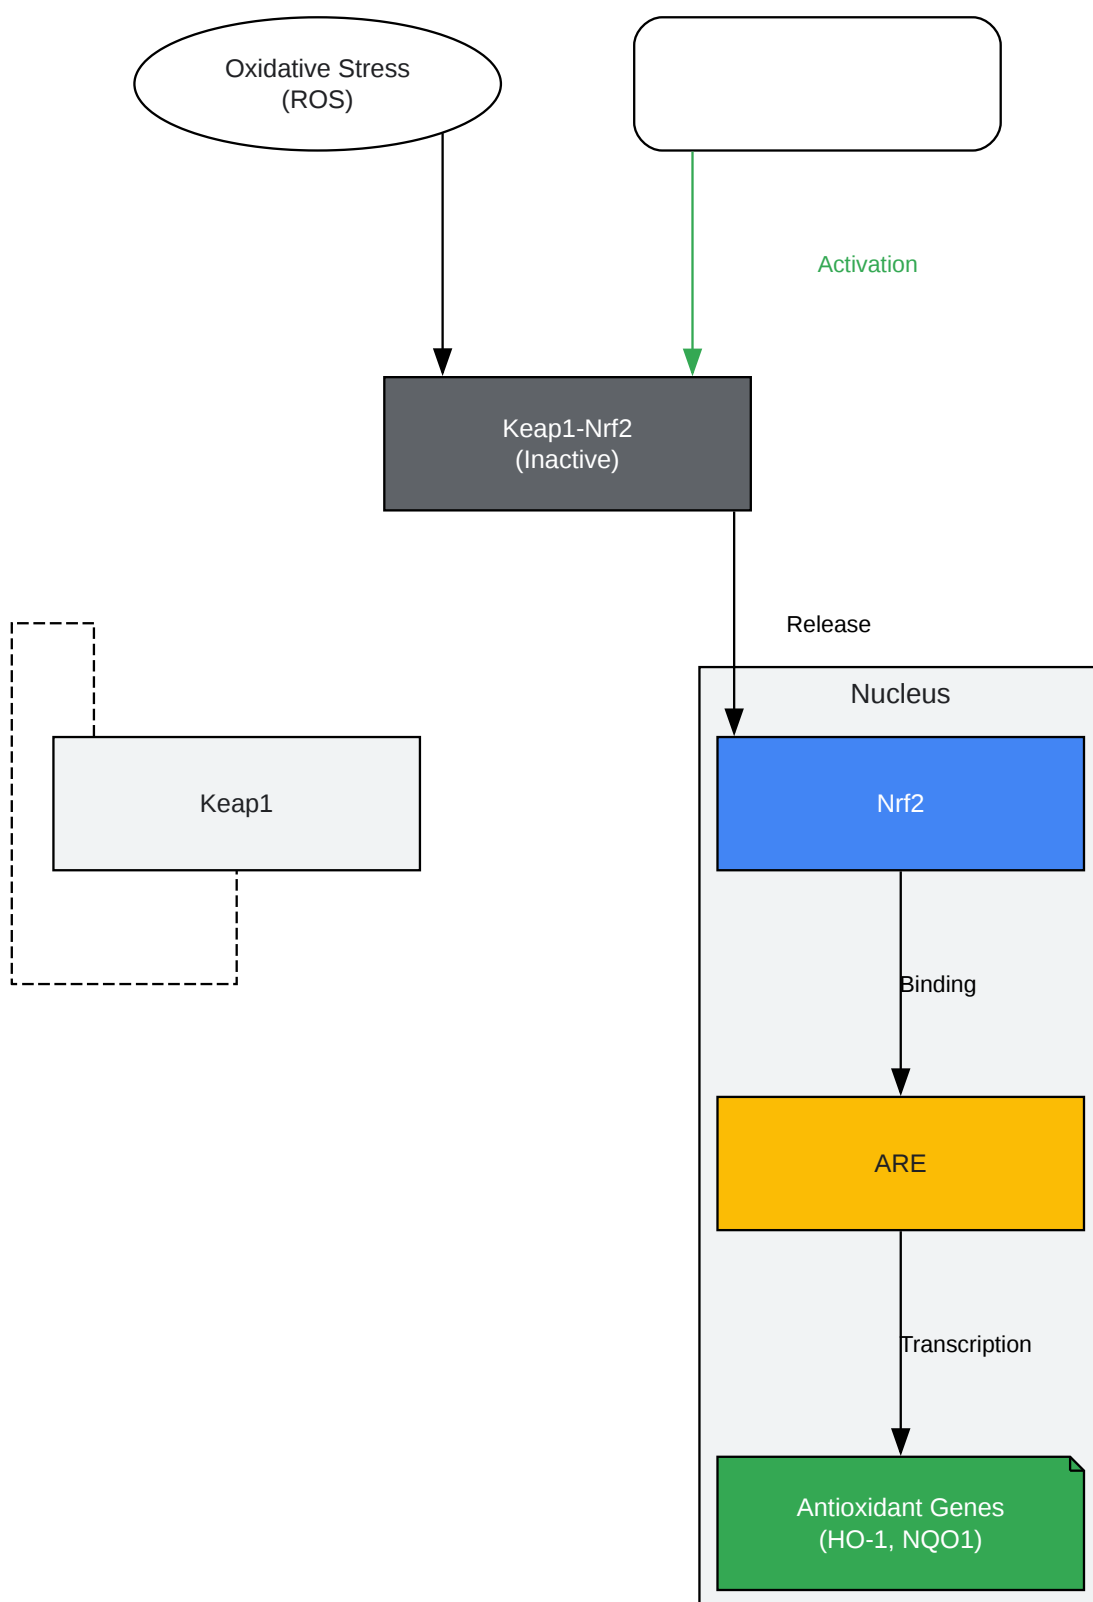 Oxidative Stress
(ROS)
Activation
Keap1-Nrf2
(Inactive)
Release
Nucleus
Keap1
Nrf2
Binding
ARE
Transcription
Antioxidant Genes
(HO-1, NQO1)